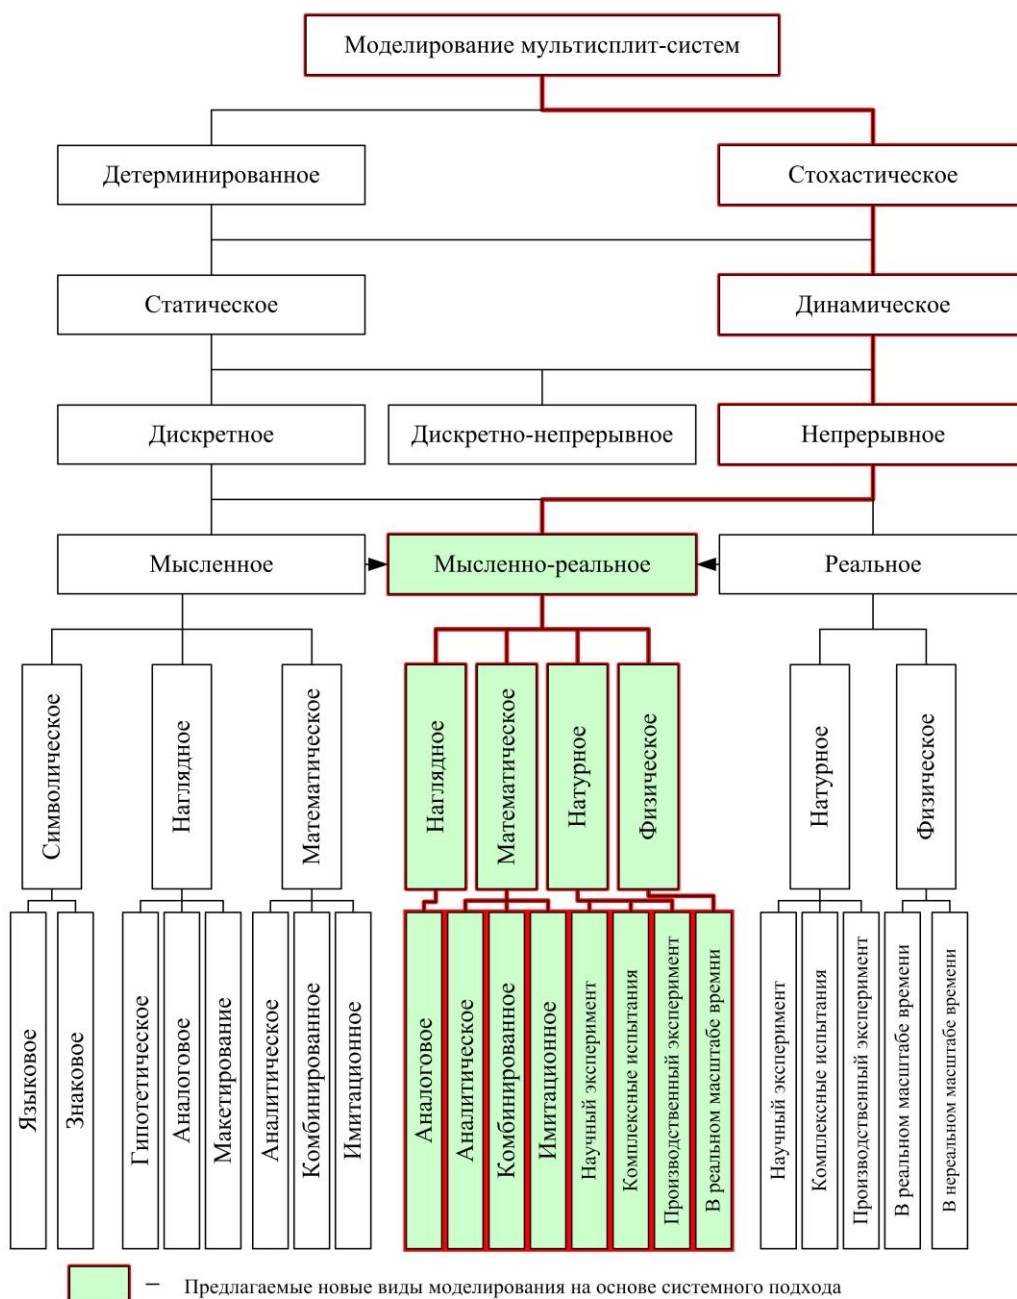 Моделирование мультисплит-систем
Детерминированное
Стохастическое
Статическое
Динамическое
Дискретное
Дискретно-непрерывное
Непрерывное
Мысленное
Мысленно-реальное
Реальное
Символическое
Наглядное
Математическое
Наглядное
Математическое
Натурное
Физическое
Натурное
Физическое
Языковое
Знаковое
Гипотетическое
Аналоговое
Макетирование
Аналитическое
Комбинированное
Имитационное
Аналоговое
Аналитическое
Комбинированное
Имитационное
Научный эксперимент
Комплексные испытания
Производственный эксперимент
В реальном масштабе времни
Научный эксперимент
Комплексные испытания
Производственный эксперимент
В реальном масштабе времени
В нереальном масштабе времени
– Предлагаемые новые виды моделирования на основе системного подхода